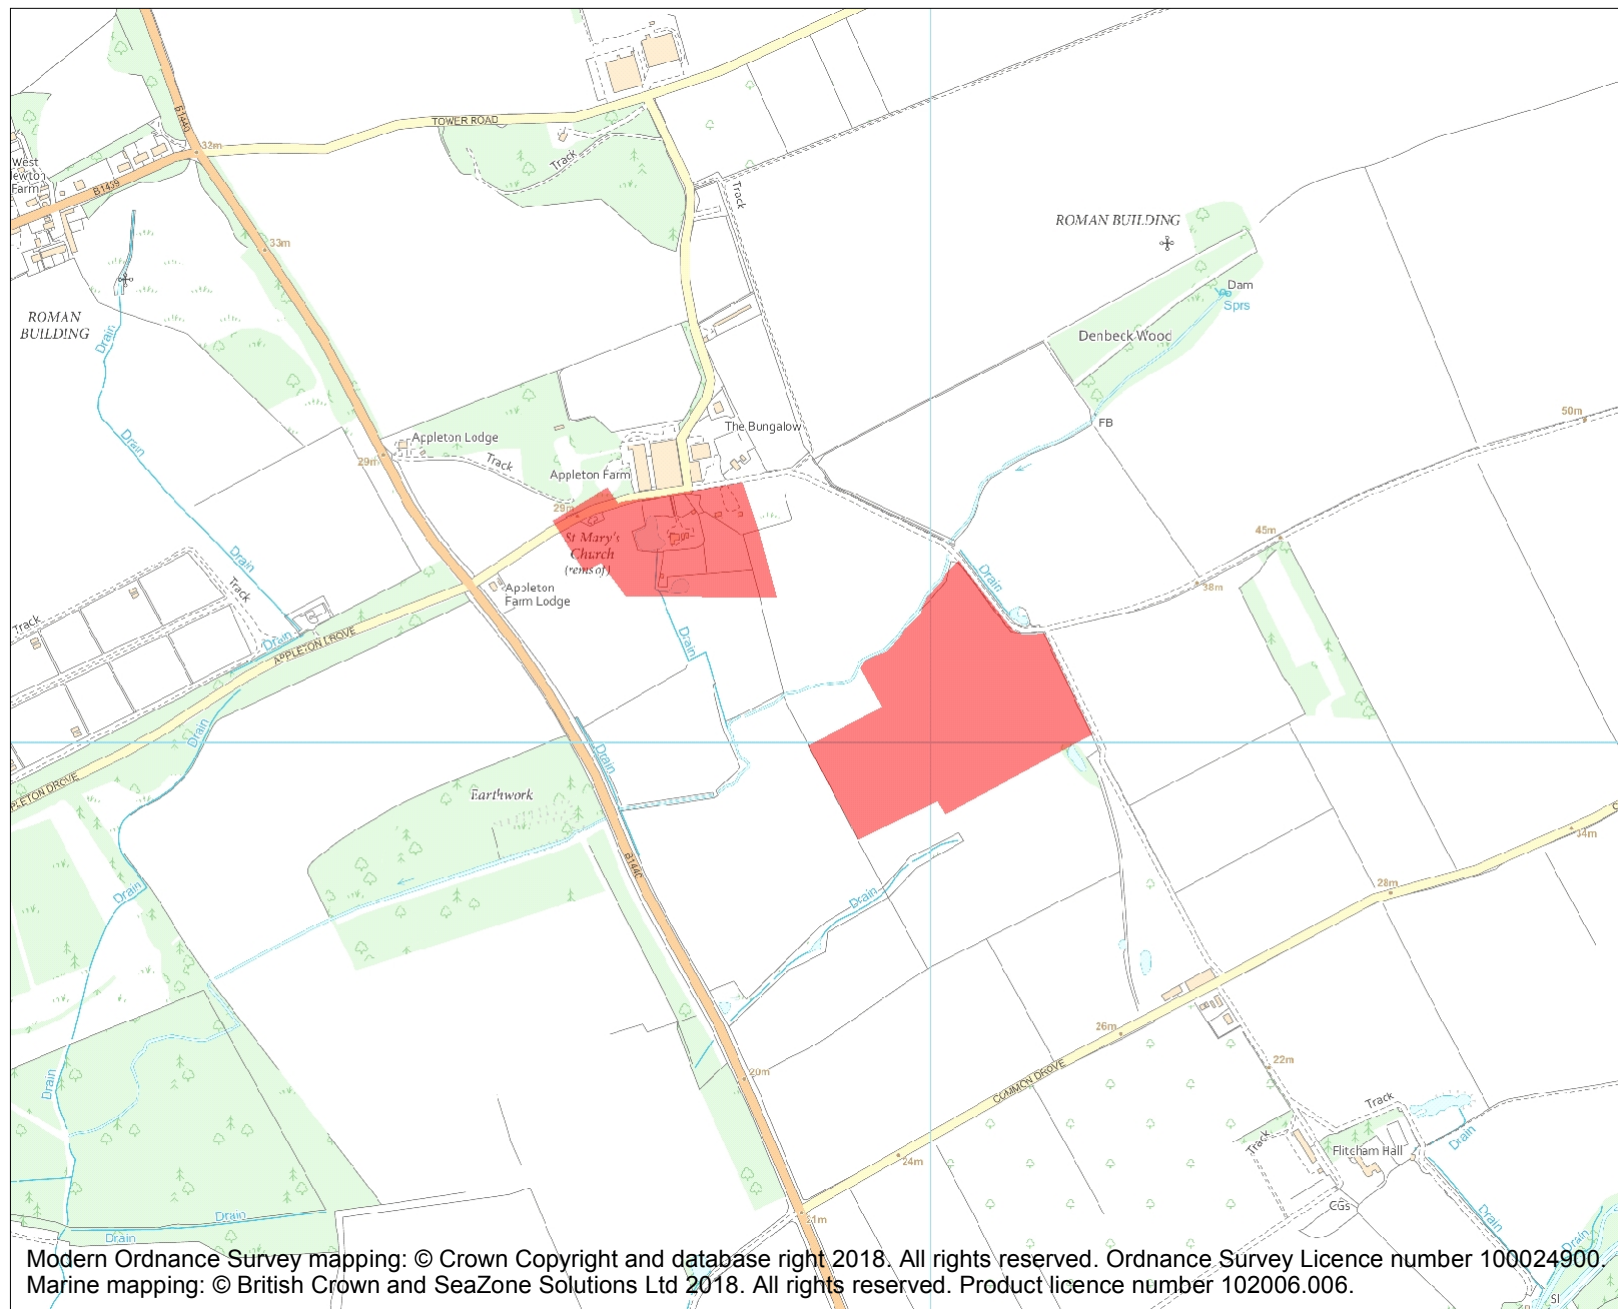 B1440
TOWER ROAD
32m
West
Newton
Farm
B1439
Track
Track
33m
ROMAN BUILDING
Dam
Sprs
ROMAN
BUILDING
Drain
Denbeck Wood
50m
FB
The Bungalow
Appleton Lodge
Drain
29m
Track
Appleton Farm
29m
45m
St Mary's
Church
(rems of)
Drain
Drain
Track
38m
Appleton
Farm Lodge
Track
Drain
APPLETON DROVE
Drain
Drain
Drain
APPLETON DROVE
Earthwork
34m
B1440
Drain
Drain
28m
26m
22m
20m
COMMON DROVE
Drain
Track
Track
Drain
Flitcham Hall
24m
CGs
21m
Drain
Drain
Drain
Drain
Sl
Modern Ordnance Survey mapping: © Crown Copyright and database right 2018. All rights reserved. Ordnance Survey Licence number 100024900.
Marine mapping: © British Crown and SeaZone Solutions Ltd 2018. All rights reserved. Product licence number 102006.006.